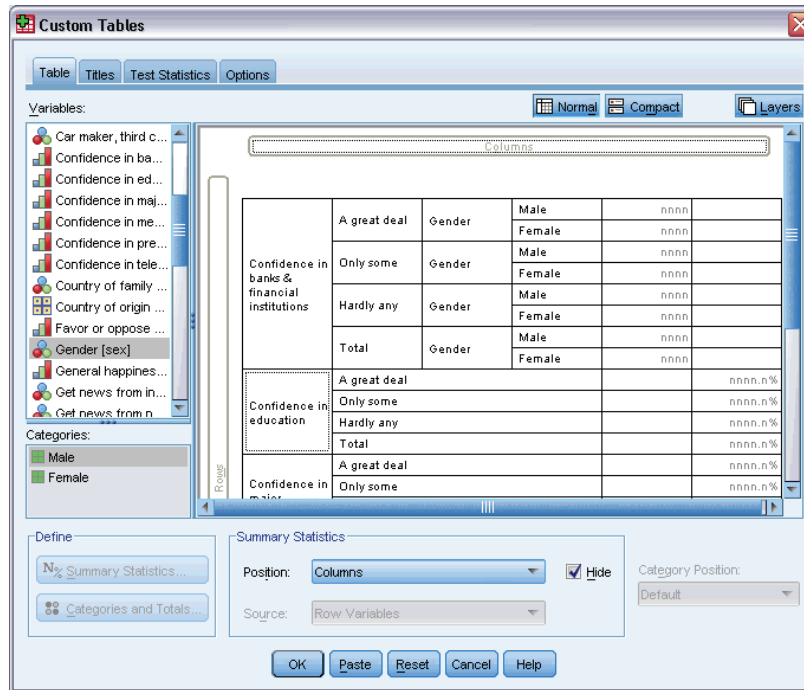 Custom Tables
Table Titles Test Statistics Options
Variables:
Normal Compact Layers
Car maker, third c...
Confidence in ba...
Confidence in ed...
Confidence in maj...
Confidence in me...
Confidence in pre...
Confidence in tele...
Country of family ...
Country of origin ...
Favor or oppose ...
Gender [sex]
General happines...
Get news from in...
Get news from n
Categories:
Male
Female
Columns
Rows
Confidence in
banks &
financial
institutions
A great deal Gender Male nnnn
Female nnnn
Only some Gender Male nnnn
Female nnnn
Hardly any Gender Male nnnn
Female nnnn
Total Gender Male nnnn
Female nnnn
Confidence in
education
A great deal nnnn.n%
Only some nnnn.n%
Hardly any nnnn.n%
Total nnnn.n%
Confidence in
major
A great deal nnnn.n%
Only some nnnn.n%
Define
N% Summary Statistics...
Categories and Totals...
Summary Statistics
Position: Columns Hide
Source: Row Variables
Category Position:
Default
OK Paste Reset Cancel Help